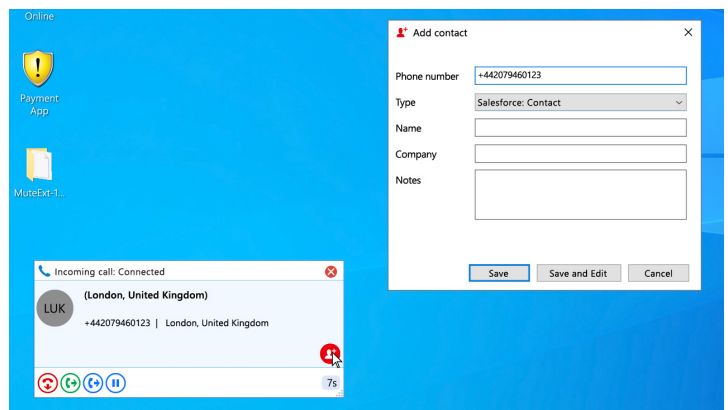 Online
Payment
App
MuteExt-1...
Add contact
Phone number +442079460123
Type Salesforce: Contact
Name
Company
Notes
Save Save and Edit Cancel
Incoming call: Connected
(London, United Kingdom)
LUK
+442079460123 | London, United Kingdom
7s